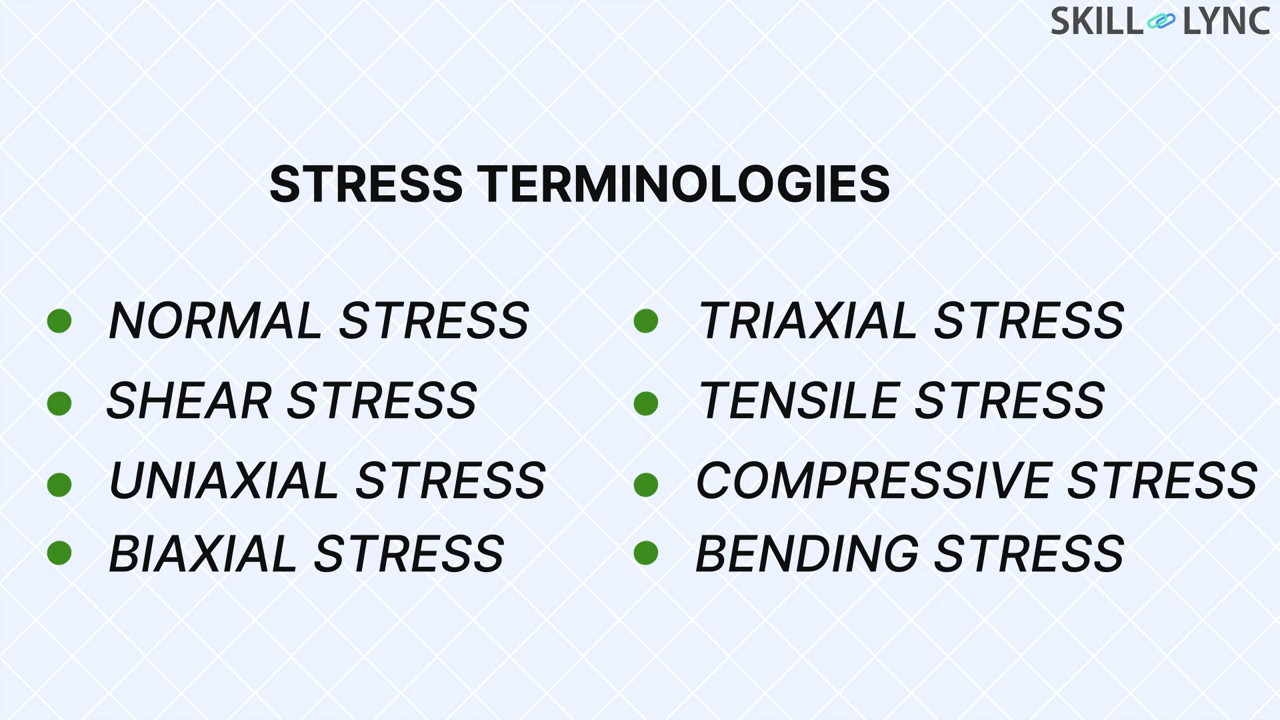 SKILL LYNC
STRESS TERMINOLOGIES
NORMAL STRESS
SHEAR STRESS
UNIAXIAL STRESS
BIAXIAL STRESS
TRIAXIAL STRESS
TENSILE STRESS
COMPRESSIVE STRESS
BENDING STRESS